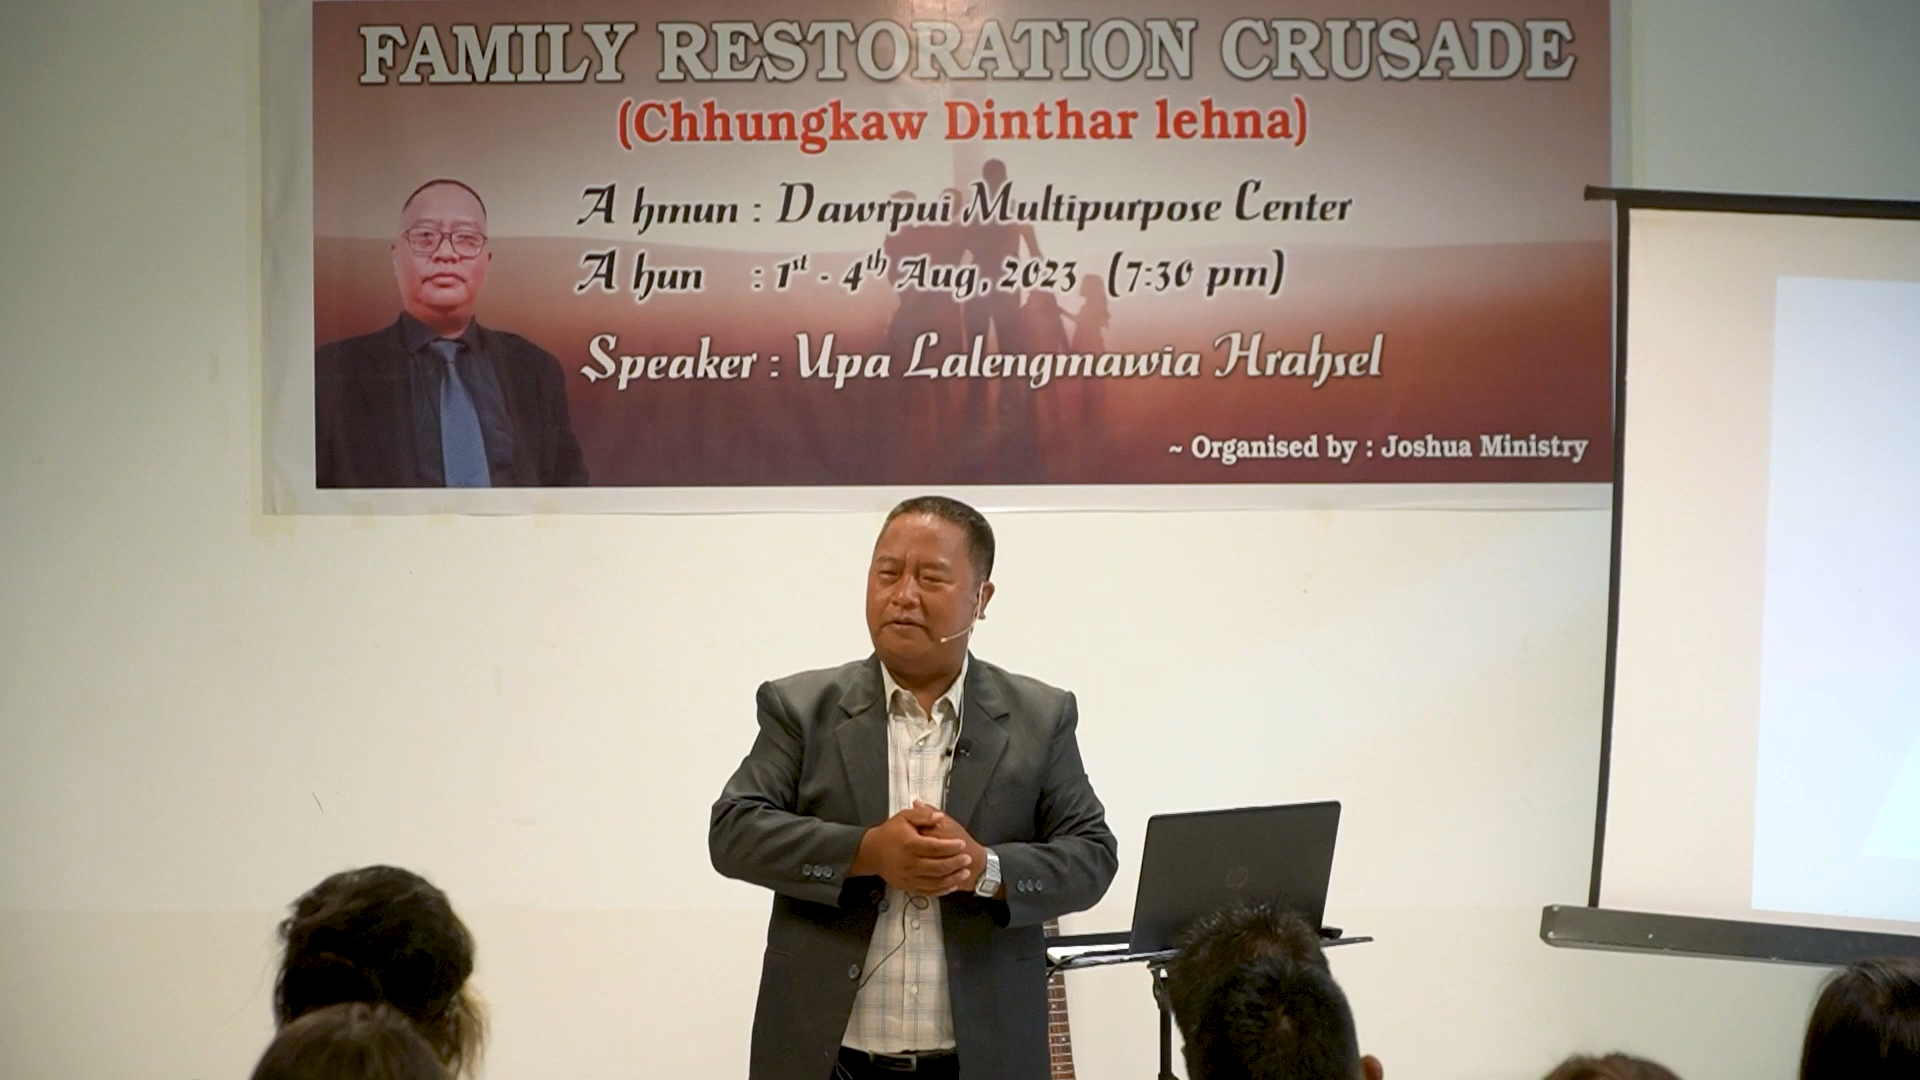 FAMILY RESTORATION CRUSADE
(Chhungkaw Dinthar lehna)
A hmun : Dawrpui Multipurpose Center
A hun : 1st - 4th Aug, 2023 (7:30 pm)
Speaker : Upa Lalengmawia Hrahsel
~ Organised by : Joshua Ministry